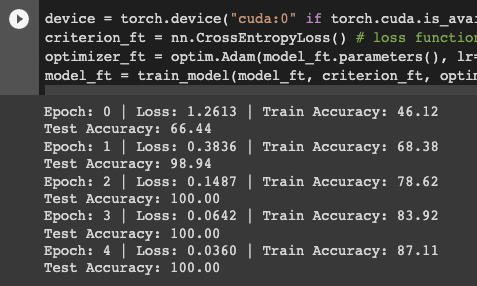 device = torch.device("cuda:0" if torch.cuda.is_avai
criterion_ft = nn.CrossEntropyLoss() # loss function
optimizer_ft = optim.Adam(model_ft.parameters(), lr=
model_ft = train_model(model_ft, criterion_ft, optim
Epoch: 0 | Loss: 1.2613 | Train Accuracy: 46.12
Test Accuracy: 66.44
Epoch: 1 | Loss: 0.3836 | Train Accuracy: 68.38
Test Accuracy: 98.94
Epoch: 2 | Loss: 0.1487 | Train Accuracy: 78.62
Test Accuracy: 100.00
Epoch: 3 | Loss: 0.0642 | Train Accuracy: 83.92
Test Accuracy: 100.00
Epoch: 4 | Loss: 0.0360 | Train Accuracy: 87.11
Test Accuracy: 100.00